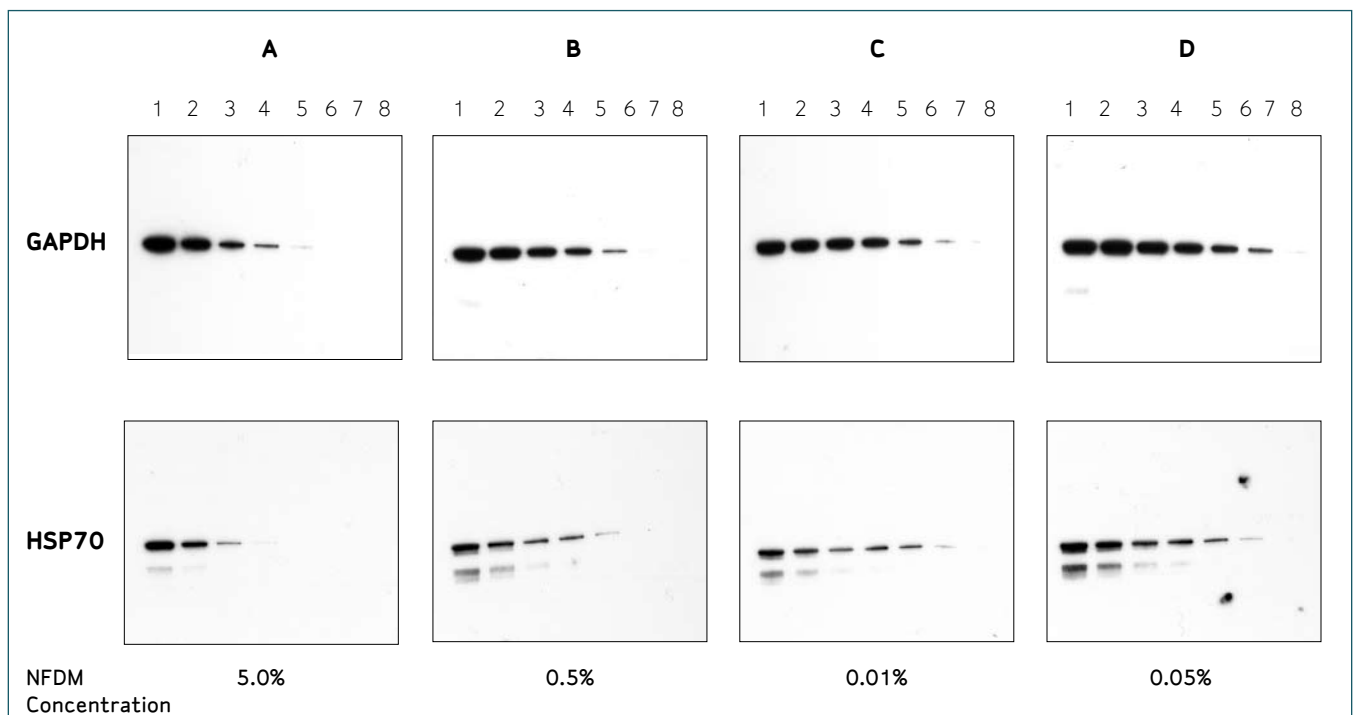 A B C D
1 2 3 4 5 6 7 8 1 2 3 4 5 6 7 8 1 2 3 4 5 6 7 8 1 2 3 4 5 6 7 8
GAPDH
HSP70
NFDM 5.0% 0.5% 0.01% 0.05%
Concentration